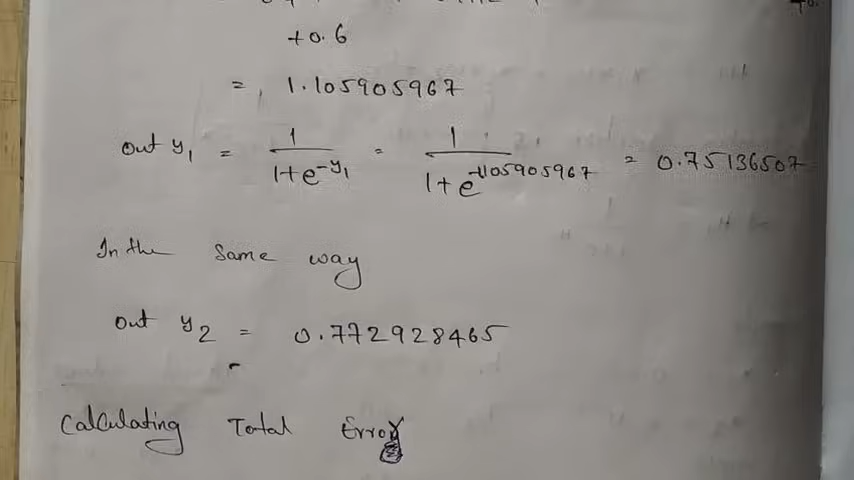 +0.6
= 1.105905967
out y₁ = 1/(1+e^-y₁) = 1/(1+e^-1.105905967) = 0.75136507
In the same way
out y₂ = 0.772928465
Calculating Total Error